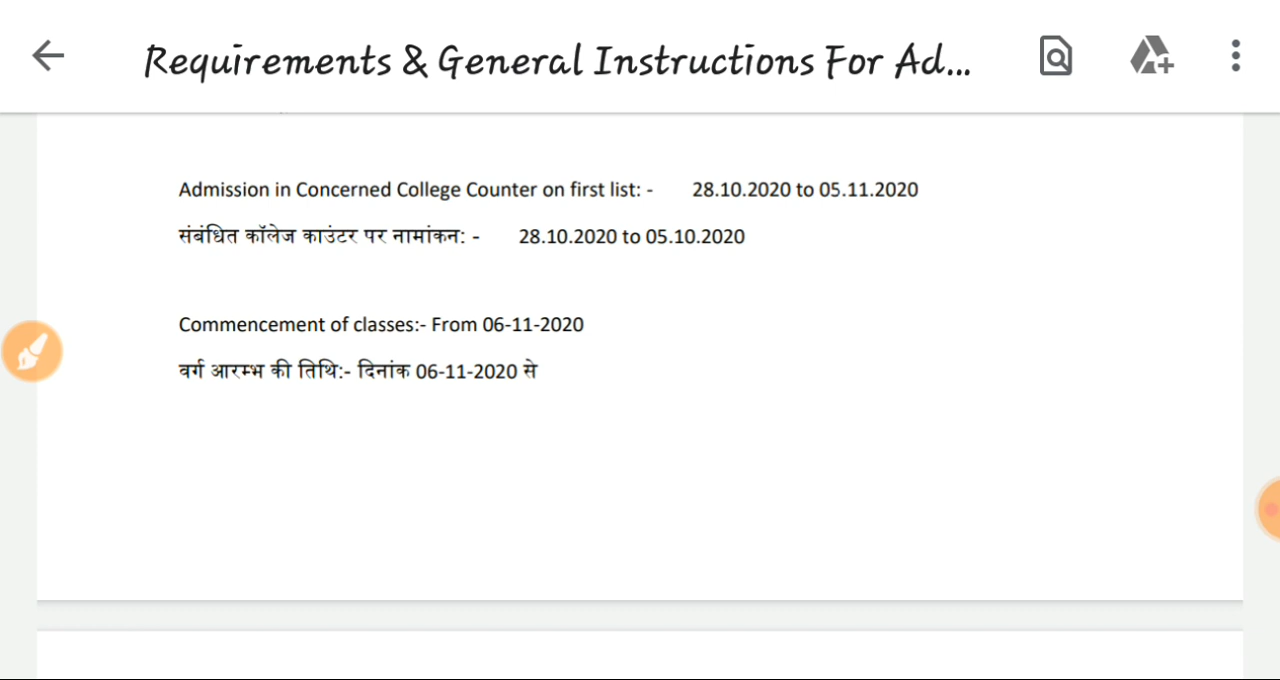 Requirements & General Instructions For Ad...
Admission in Concerned College Counter on first list: - 28.10.2020 to 05.11.2020
संबंधित कॉलेज काउंटर पर नामांकन: - 28.10.2020 to 05.10.2020
Commencement of classes:- From 06-11-2020
वर्ग आरम्भ की तिथि:- दिनांक 06-11-2020 से